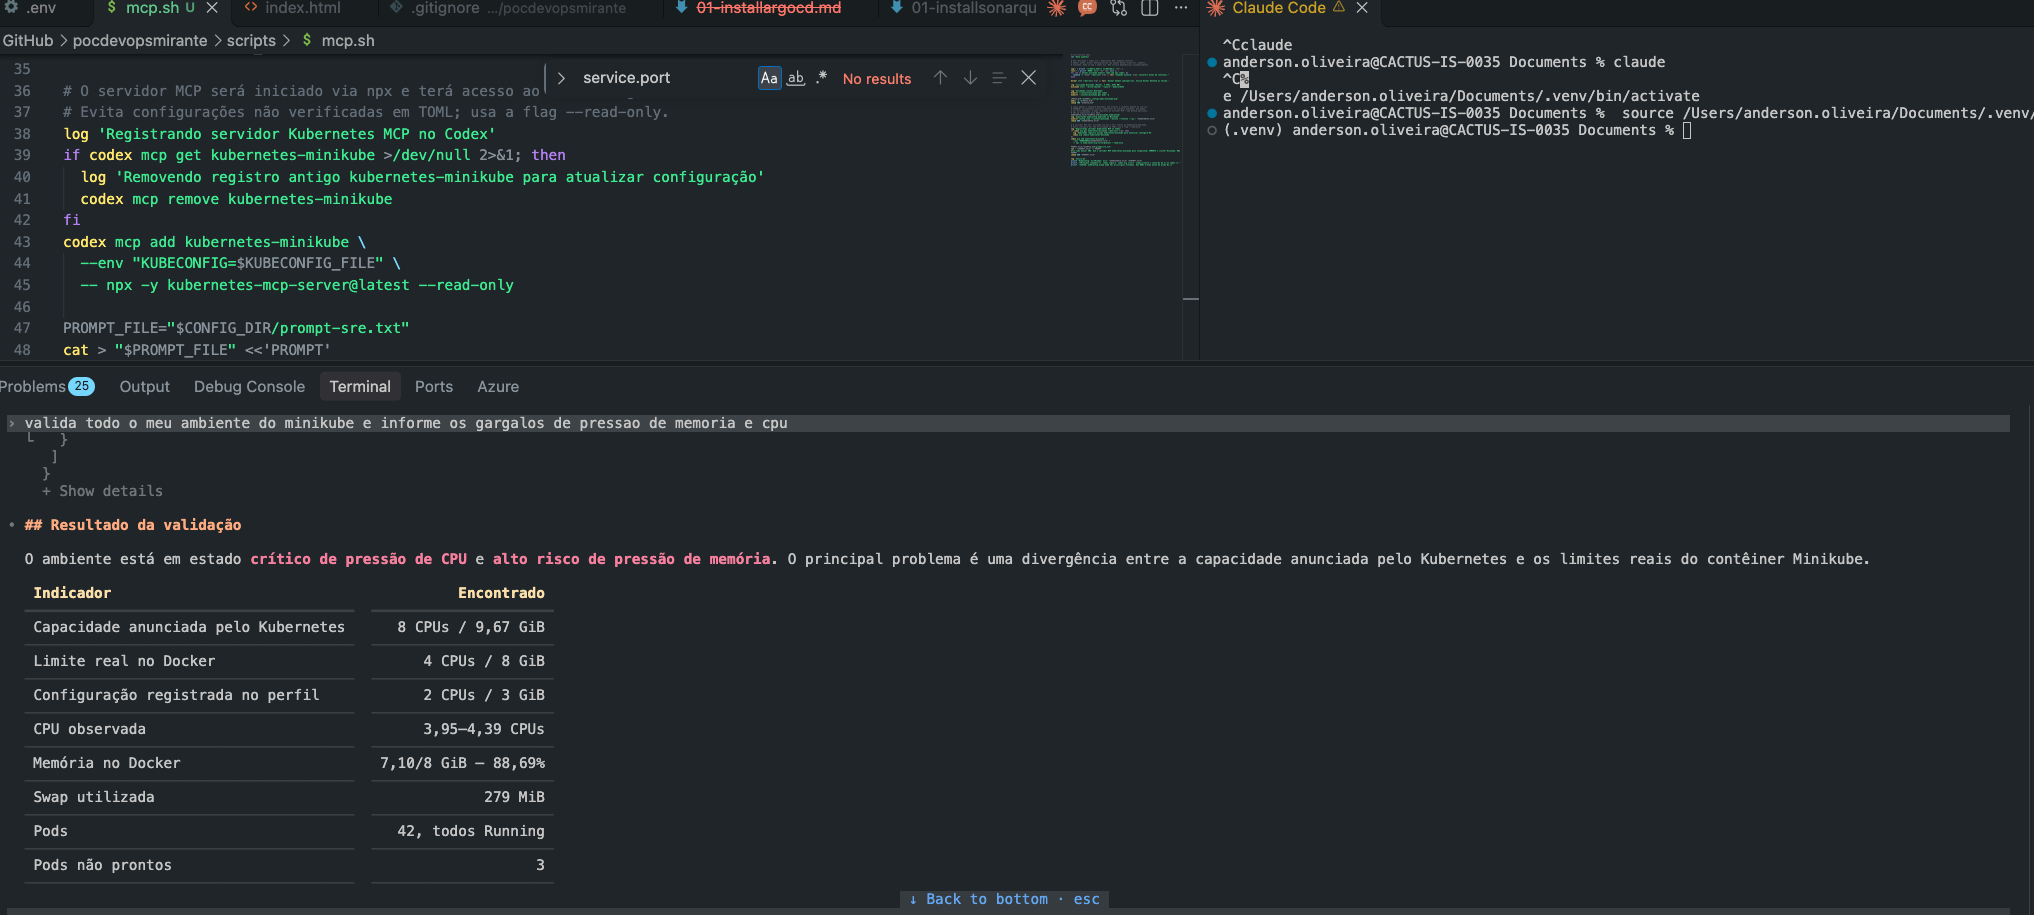 .env
$ mcp.sh U
<> index.html
.gitignore .../pocdevopsmirante
01-installargocd.md
01-installsonarqu
CC
Claude Code
GitHub > pocdevopsmirante > scripts > $ mcp.sh
service.port
Aa
ab
.*
No results
35
36 # O servidor MCP será iniciado via npx e terá acesso ao
37 # Evita configurações não verificadas em TOML; usa a flag --read-only.
38 log 'Registrando servidor Kubernetes MCP no Codex'
39 if codex mcp get kubernetes-minikube >/dev/null 2>&1; then
40 log 'Removendo registro antigo kubernetes-minikube para atualizar configuração'
41 codex mcp remove kubernetes-minikube
42 fi
43 codex mcp add kubernetes-minikube \
44 --env "KUBECONFIG=$KUBECONFIG_FILE" \
45 -- npx -y kubernetes-mcp-server@latest --read-only
46
47 PROMPT_FILE="$CONFIG_DIR/prompt-sre.txt"
48 cat > "$PROMPT_FILE" <<'PROMPT'
^Cclaude
anderson.oliveira@CACTUS-IS-0035 Documents % claude
^C%
e /Users/anderson.oliveira/Documents/.venv/bin/activate
anderson.oliveira@CACTUS-IS-0035 Documents % source /Users/anderson.oliveira/Documents/.venv/
(.venv) anderson.oliveira@CACTUS-IS-0035 Documents %
Problems 25
Output
Debug Console
Terminal
Ports
Azure
› valida todo o meu ambiente do minikube e informe os gargalos de pressao de memoria e cpu
└ }
]
}
+ Show details
• ## Resultado da validação
O ambiente está em estado crítico de pressão de CPU e alto risco de pressão de memória. O principal problema é uma divergência entre a capacidade anunciada pelo Kubernetes e os limites reais do contêiner Minikube.
Indicador Encontrado
Capacidade anunciada pelo Kubernetes 8 CPUs / 9,67 GiB
Limite real no Docker 4 CPUs / 8 GiB
Configuração registrada no perfil 2 CPUs / 3 GiB
CPU observada 3,95–4,39 CPUs
Memória no Docker 7,10/8 GiB — 88,69%
Swap utilizada 279 MiB
Pods 42, todos Running
Pods não prontos 3
↓ Back to bottom · esc